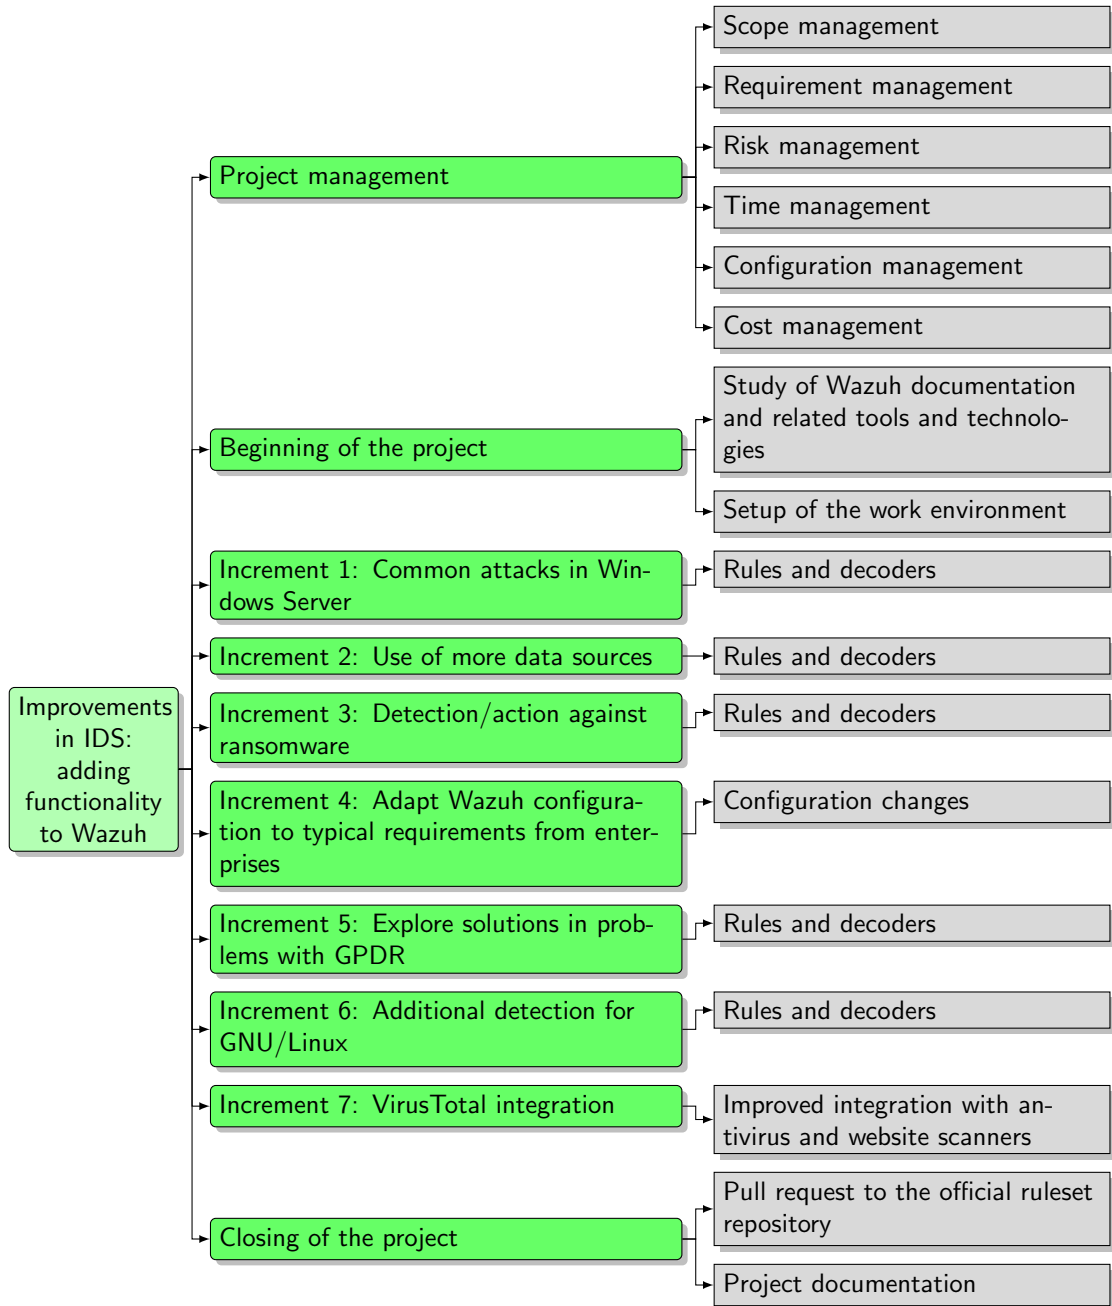 Scope management
Requirement management
Risk management
Project management
Time management
Configuration management
Cost management
Study of Wazuh documentation
and related tools and technolo-
gies
Beginning of the project
Setup of the work environment
Increment 1: Common attacks in Win-
dows Server
Rules and decoders
Increment 2: Use of more data sources
Rules and decoders
Improvements
in IDS:
adding
functionality
to Wazuh
Increment 3: Detection/action against
ransomware
Rules and decoders
Increment 4: Adapt Wazuh configura-
tion to typical requirements from enter-
prises
Configuration changes
Increment 5: Explore solutions in prob-
lems with GPDR
Rules and decoders
Increment 6: Additional detection for
GNU/Linux
Rules and decoders
Increment 7: VirusTotal integration
Improved integration with an-
tivirus and website scanners
Pull request to the official ruleset
repository
Closing of the project
Project documentation